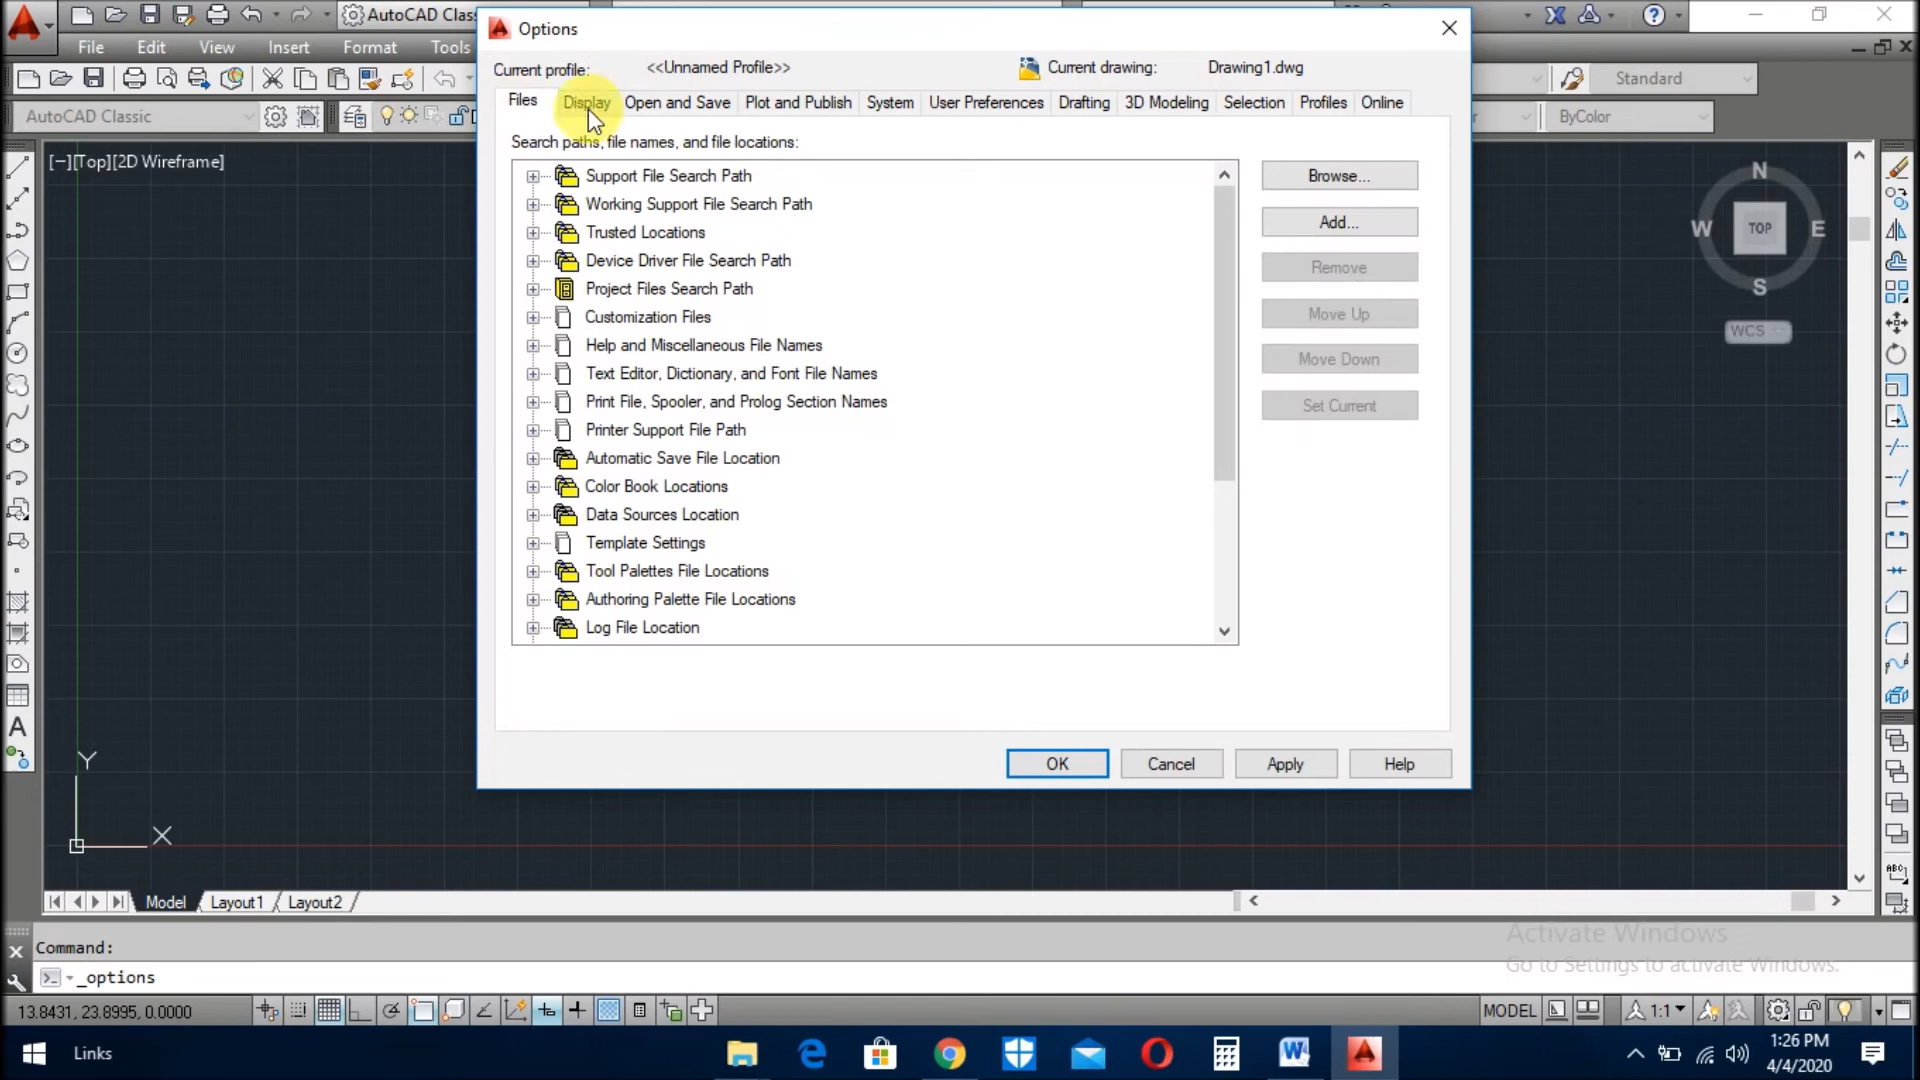 AutoCAD Clas
Options
File Edit View Insert Format Tools
Current profile: <<Unnamed Profile>> Current drawing: Drawing1.dwg
Standard
Files Display Open and Save Plot and Publish System User Preferences Drafting 3D Modeling Selection Profiles Online
AutoCAD Classic
ByColor
Search paths, file names, and file locations:
[−][Top][2D Wireframe]
Support File Search Path
Working Support File Search Path
Trusted Locations
Device Driver File Search Path
Project Files Search Path
Customization Files
Help and Miscellaneous File Names
Text Editor, Dictionary, and Font File Names
Print File, Spooler, and Prolog Section Names
Printer Support File Path
Automatic Save File Location
Color Book Locations
Data Sources Location
Template Settings
Tool Palettes File Locations
Authoring Palette File Locations
Log File Location
Browse...
Add...
Remove
Move Up
Move Down
Set Current
N
W TOP E
S
WCS
OK Cancel Apply Help
A
Y
X
ABC
Model Layout1 Layout2
Command:
_options
Activate Windows
Go to Settings to activate Windows.
13.8431, 23.8995, 0.0000
MODEL 1:1
Links
1:26 PM
4/4/2020